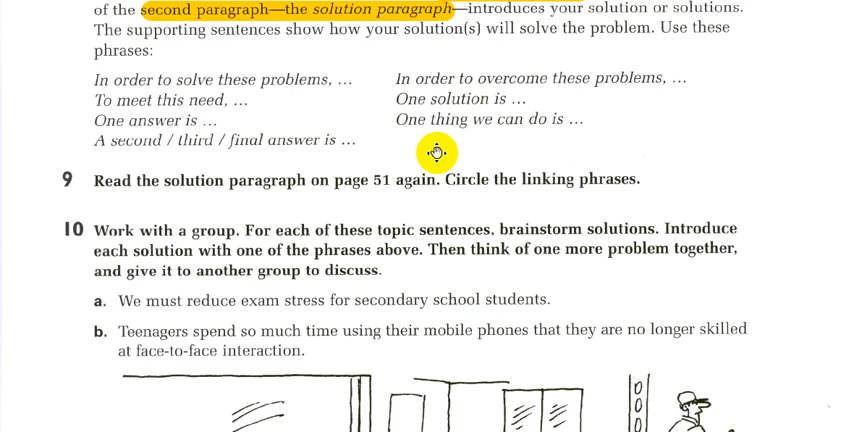 of the second paragraph—the solution paragraph—introduces your solution or solutions.
The supporting sentences show how your solution(s) will solve the problem. Use these
phrases:
In order to solve these problems, …
To meet this need, …
One answer is …
A second / third / final answer is …
In order to overcome these problems, …
One solution is …
One thing we can do is …
9 Read the solution paragraph on page 51 again. Circle the linking phrases.
10 Work with a group. For each of these topic sentences, brainstorm solutions. Introduce
each solution with one of the phrases above. Then think of one more problem together,
and give it to another group to discuss.
a. We must reduce exam stress for secondary school students.
b. Teenagers spend so much time using their mobile phones that they are no longer skilled
at face-to-face interaction.